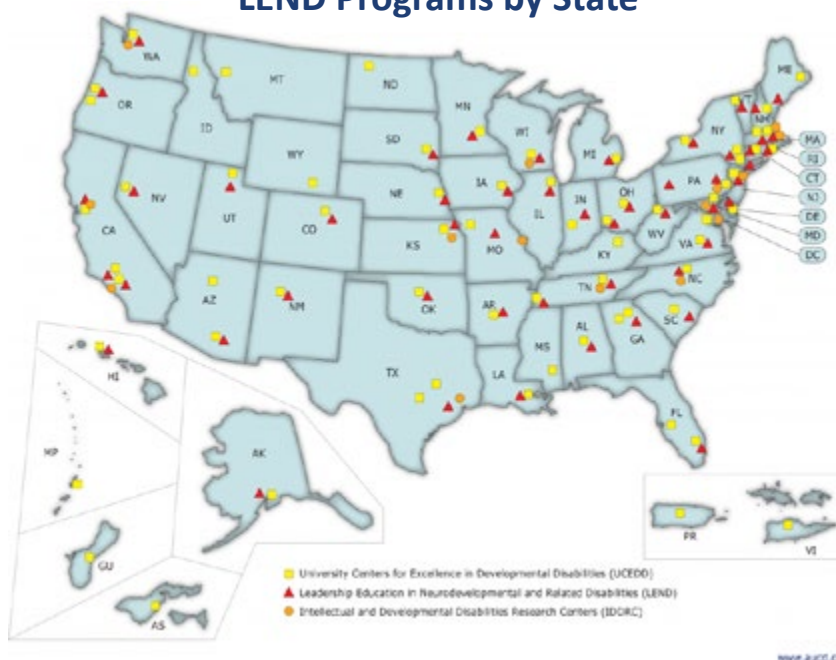 LEND Programs by State
WA
ME
MT
ND
VT
MN
OR
NH
ID
WI
NY
MA
SD
MI
RI
WY
CT
IA
PA
NJ
NE
OH
NV
IL
IN
DE
UT
MD
CO
WV
CA
KS
MO
VA
DC
KY
NC
TN
AZ
NM
OK
AR
SC
AL
GA
MS
TX
LA
HI
FL
MP
AK
PR
VI
GU
AS
University Centers for Excellence in Developmental Disabilities (UCEDD)
Leadership Education in Neurodevelopmental and Related Disabilities (LEND)
Intellectual and Developmental Disabilities Research Centers (IDDRC)